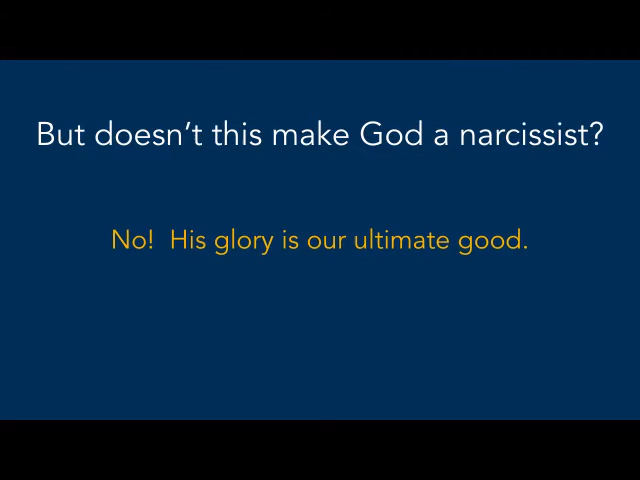 But doesn’t this make God a narcissist?
No!  His glory is our ultimate good.